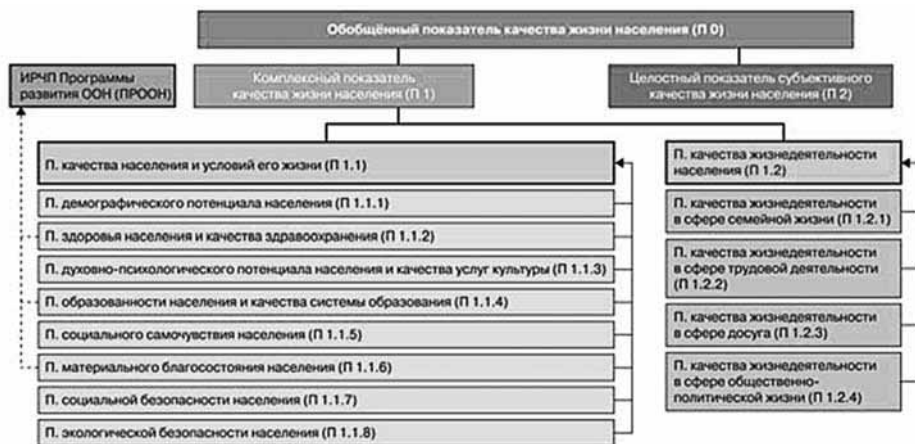 Обобщённый показатель качества жизни населения (П 0)
ИРЧП Программы
развития ООН (ПРООН)
Комплексный показатель
качества жизни населения (П 1)
Целостный показатель субъективного
качества жизни населения (П 2)
П. качества населения и условий его жизни (П 1.1)
П. демографического потенциала населения (П 1.1.1)
П. здоровья населения и качества здравоохранения (П 1.1.2)
П. духовно-психологического потенциала населения и качества услуг культуры (П 1.1.3)
П. образованности населения и качества системы образования (П 1.1.4)
П. социального самочувствия населения (П 1.1.5)
П. материального благосостояния населения (П 1.1.6)
П. социальной безопасности населения (П 1.1.7)
П. экологической безопасности населения (П 1.1.8)
П. качества жизнедеятельности
населения (П 1.2)
П. качества жизнедеятельности
в сфере семейной жизни (П 1.2.1)
П. качества жизнедеятельности
в сфере трудовой деятельности
(П 1.2.2)
П. качества жизнедеятельности
в сфере досуга (П 1.2.3)
П. качества жизнедеятельности
в сфере общественно-
политической жизни (П 1.2.4)